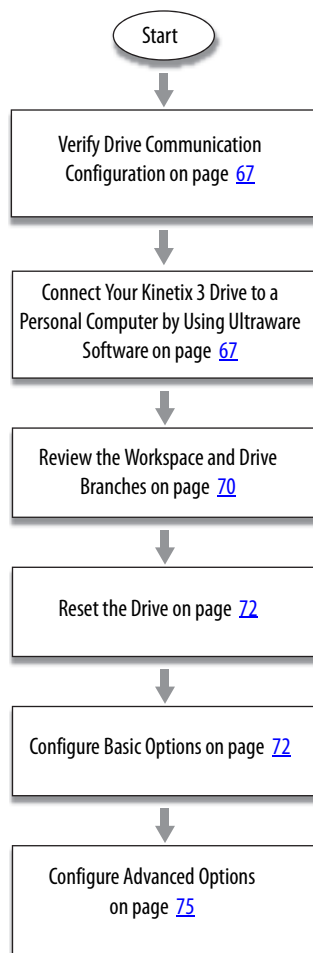 Start
Verify Drive Communication
Configuration on page 67
Connect Your Kinetix 3 Drive to a
Personal Computer by Using Ultraware
Software on page 67
Review the Workspace and Drive
Branches on page 70
Reset the Drive on page 72
Configure Basic Options on page 72
Configure Advanced Options
on page 75